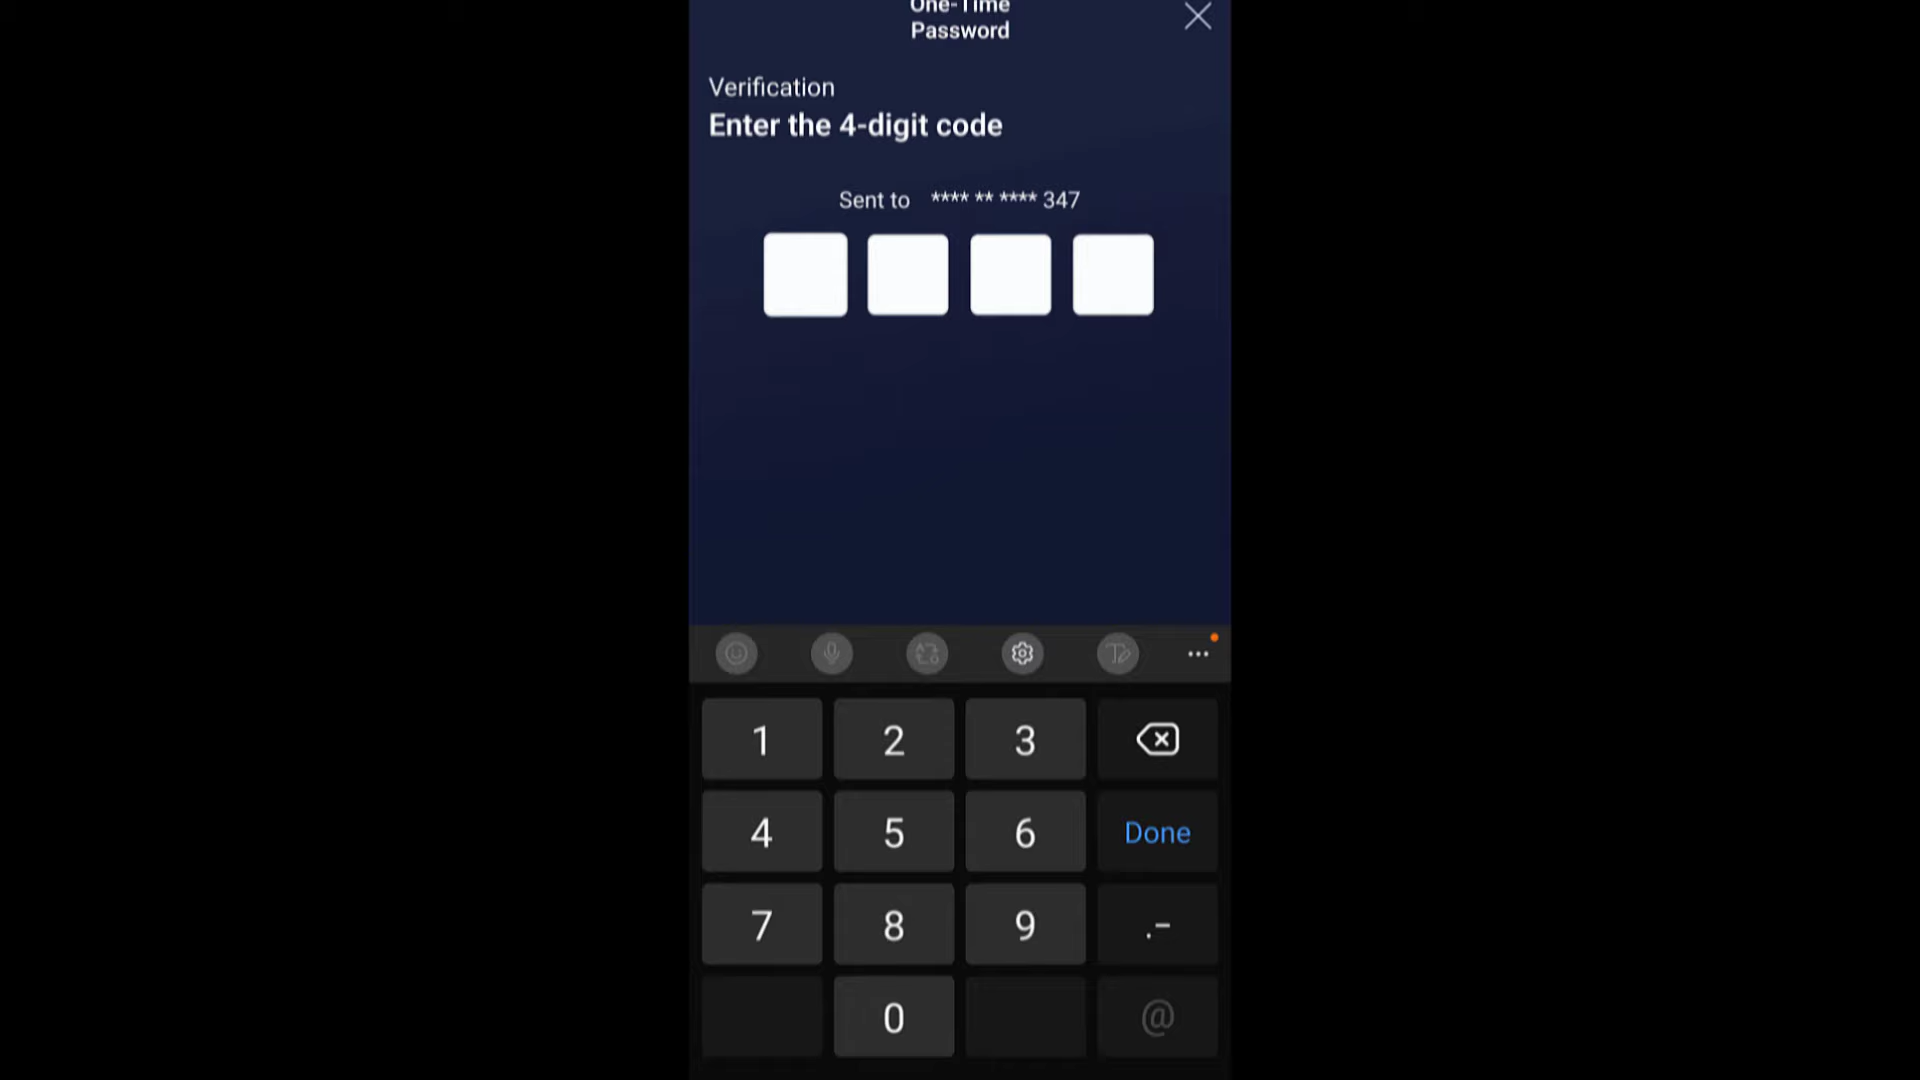 One-Time
Password
Verification
Enter the 4-digit code
Sent to **** ** **** 347
1 2 3
4 5 6 Done
7 8 9 .-
0 @